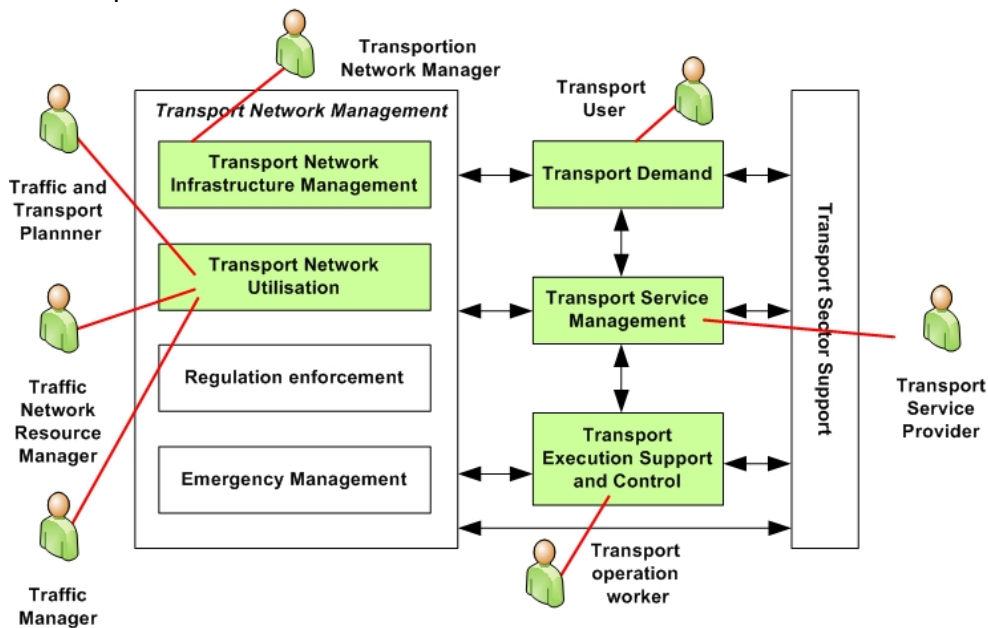 Transportion
Network Manager
Transport Network Management
Transport
User
Transport Network
Infrastructure Management
Transport Demand
Traffic and
Transport
Plannner
Transport Network
Utilisation
Transport Service
Management
Transport Sector Support
Traffic
Network
Resource
Manager
Regulation enforcement
Transport
Service
Provider
Transport
Execution Support
and Control
Emergency Management
Transport
operation
worker
Traffic
Manager